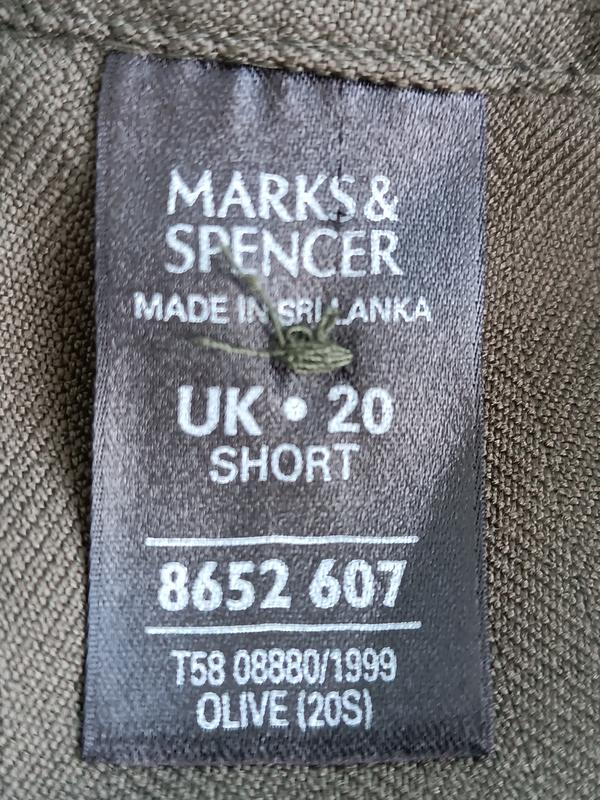 MARKS &
SPENCER
MADE IN SRI LANKA
UK • 20
SHORT
8652 607
T58 08880/1999
OLIVE (20S)